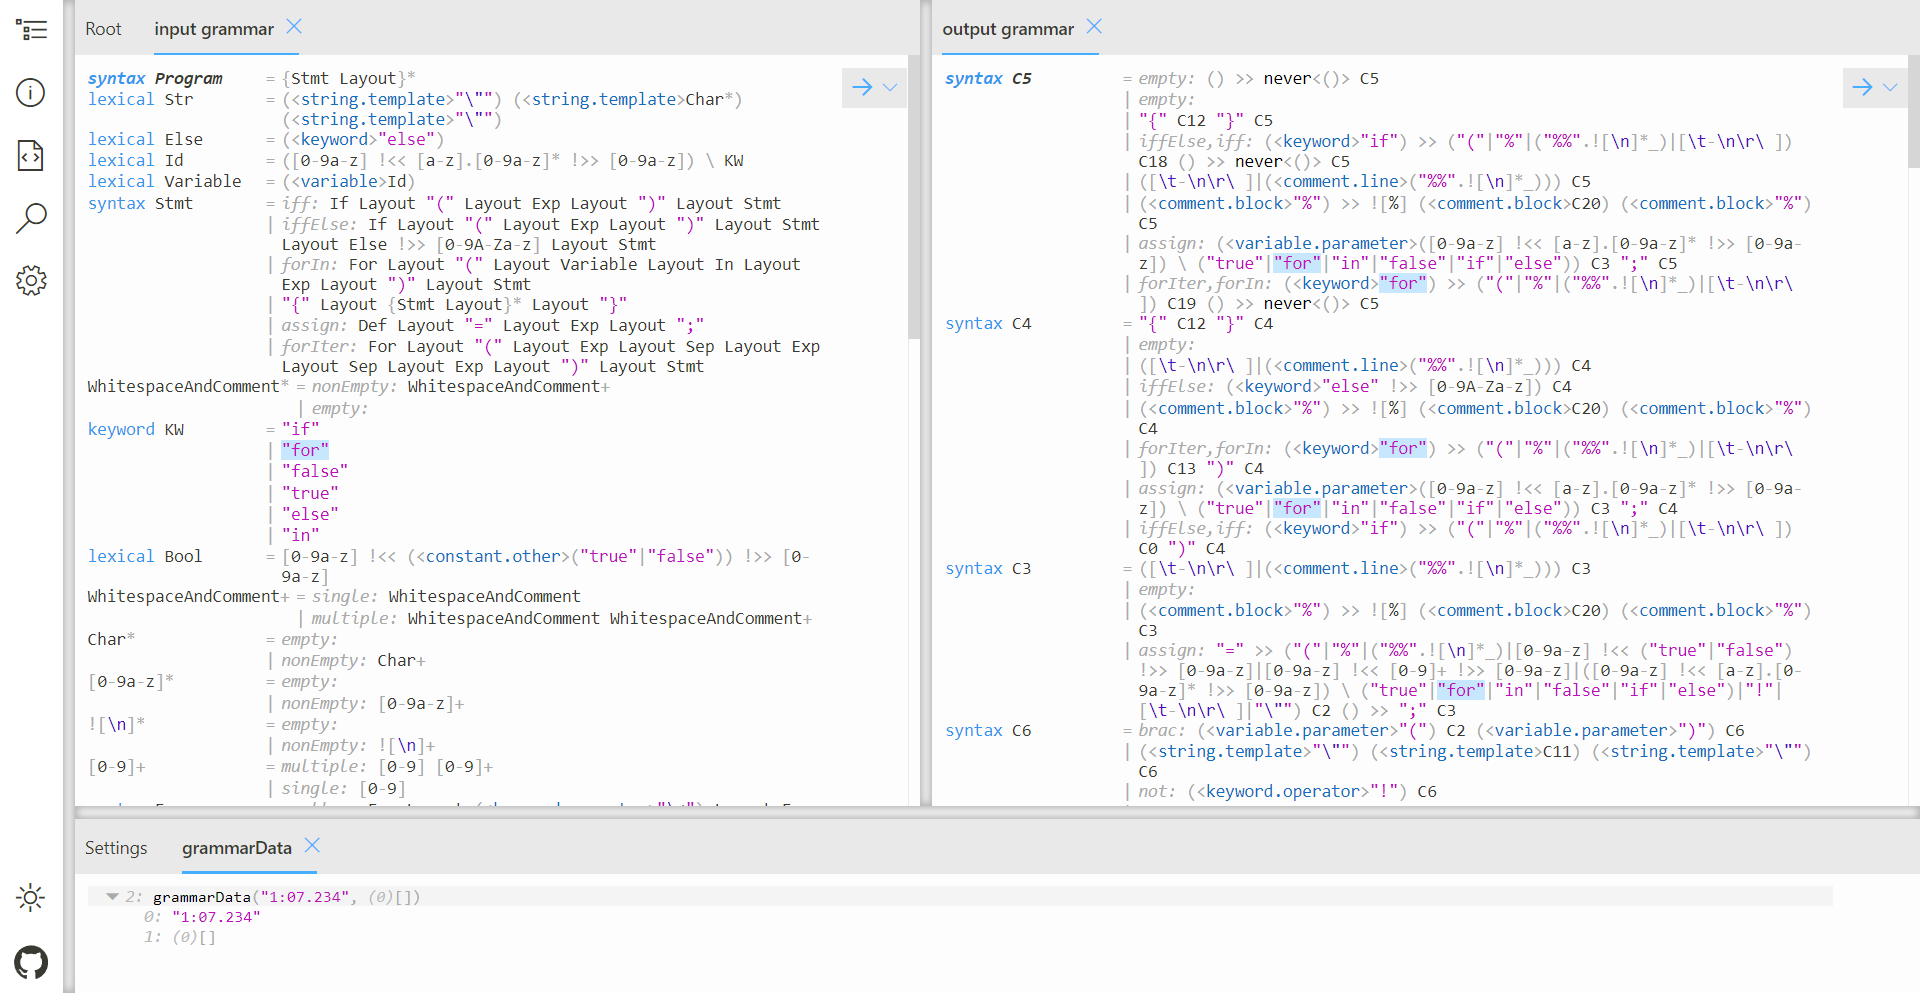 Root
input grammar
syntax Program = {Stmt Layout}*
lexical Str = (<string.template>"\"") (<string.template>Char*)
(<string.template>"\"")
lexical Else = (<keyword>"else")
lexical Id = ([0-9a-z] !<< [a-z].[0-9a-z]* !>> [0-9a-z]) \ KW
lexical Variable = (<variable>Id)
syntax Stmt = iff: If Layout "(" Layout Exp Layout ")" Layout Stmt
| iffElse: If Layout "(" Layout Exp Layout ")" Layout Stmt
Layout Else !>> [0-9A-Za-z] Layout Stmt
| forIn: For Layout "(" Layout Variable Layout In Layout
Exp Layout ")" Layout Stmt
| "{" Layout {Stmt Layout}* Layout "}"
| assign: Def Layout "=" Layout Exp Layout ";"
| forIter: For Layout "(" Layout Exp Layout Sep Layout Exp
Layout Sep Layout Exp Layout ")" Layout Stmt
WhitespaceAndComment* = nonEmpty: WhitespaceAndComment+
| empty:
keyword KW = "if"
| "for"
| "false"
| "true"
| "else"
| "in"
lexical Bool = [0-9a-z] !<< (<constant.other>("true"|"false")) !>> [0-
9a-z]
WhitespaceAndComment+ = single: WhitespaceAndComment
| multiple: WhitespaceAndComment WhitespaceAndComment+
Char* = empty:
| nonEmpty: Char+
[0-9a-z]* = empty:
| nonEmpty: [0-9a-z]+
![\n]* = empty:
| nonEmpty: ![\n]+
[0-9]+ = multiple: [0-9] [0-9]+
| single: [0-9]
output grammar
syntax C5 = empty: () >> never<()> C5
| empty:
| "{" C12 "}" C5
| iffElse,iff: (<keyword>"if") >> ("("|"%"|("%%".![\n]*_)|[\t-\n\r\ ])
C18 () >> never<()> C5
| ([\t-\n\r\ ]|(<comment.line>("%%".![\n]*_))) C5
| (<comment.block>"%") >> ![%] (<comment.block>C20) (<comment.block>"%")
C5
| assign: (<variable.parameter>([0-9a-z] !<< [a-z].[0-9a-z]* !>> [0-9a-
z]) \ ("true"|"for"|"in"|"false"|"if"|"else")) C3 ";" C5
| forIter,forIn: (<keyword>"for") >> ("("|"%"|("%%".![\n]*_)|[\t-\n\r\
]) C19 () >> never<()> C5
syntax C4 = "{" C12 "}" C4
| empty:
| ([\t-\n\r\ ]|(<comment.line>("%%".![\n]*_))) C4
| iffElse: (<keyword>"else" !>> [0-9A-Za-z]) C4
| (<comment.block>"%") >> ![%] (<comment.block>C20) (<comment.block>"%")
C4
| forIter,forIn: (<keyword>"for") >> ("("|"%"|("%%".![\n]*_)|[\t-\n\r\
]) C13 ")" C4
| assign: (<variable.parameter>([0-9a-z] !<< [a-z].[0-9a-z]* !>> [0-9a-
z]) \ ("true"|"for"|"in"|"false"|"if"|"else")) C3 ";" C4
| iffElse,iff: (<keyword>"if") >> ("("|"%"|("%%".![\n]*_)|[\t-\n\r\ ])
C0 ")" C4
syntax C3 = ([\t-\n\r\ ]|(<comment.line>("%%".![\n]*_))) C3
| empty:
| (<comment.block>"%") >> ![%] (<comment.block>C20) (<comment.block>"%")
C3
| assign: "=" >> ("("|"%"|("%%".![\n]*_)|[0-9a-z] !<< ("true"|"false")
!>> [0-9a-z]|[0-9a-z] !<< [0-9]+ !>> [0-9a-z]|([0-9a-z] !<< [a-z].[0-
9a-z]* !>> [0-9a-z]) \ ("true"|"for"|"in"|"false"|"if"|"else")|"!"|
[\t-\n\r\ ]|"\"") C2 () >> ";" C3
syntax C6 = brac: (<variable.parameter>"(") C2 (<variable.parameter>")") C6
| (<string.template>"\"") (<string.template>C11) (<string.template>"\"")
C6
| not: (<keyword.operator>"!") C6
Settings
grammarData
2: grammarData("1:07.234", (0)[])
0: "1:07.234"
1: (0)[]